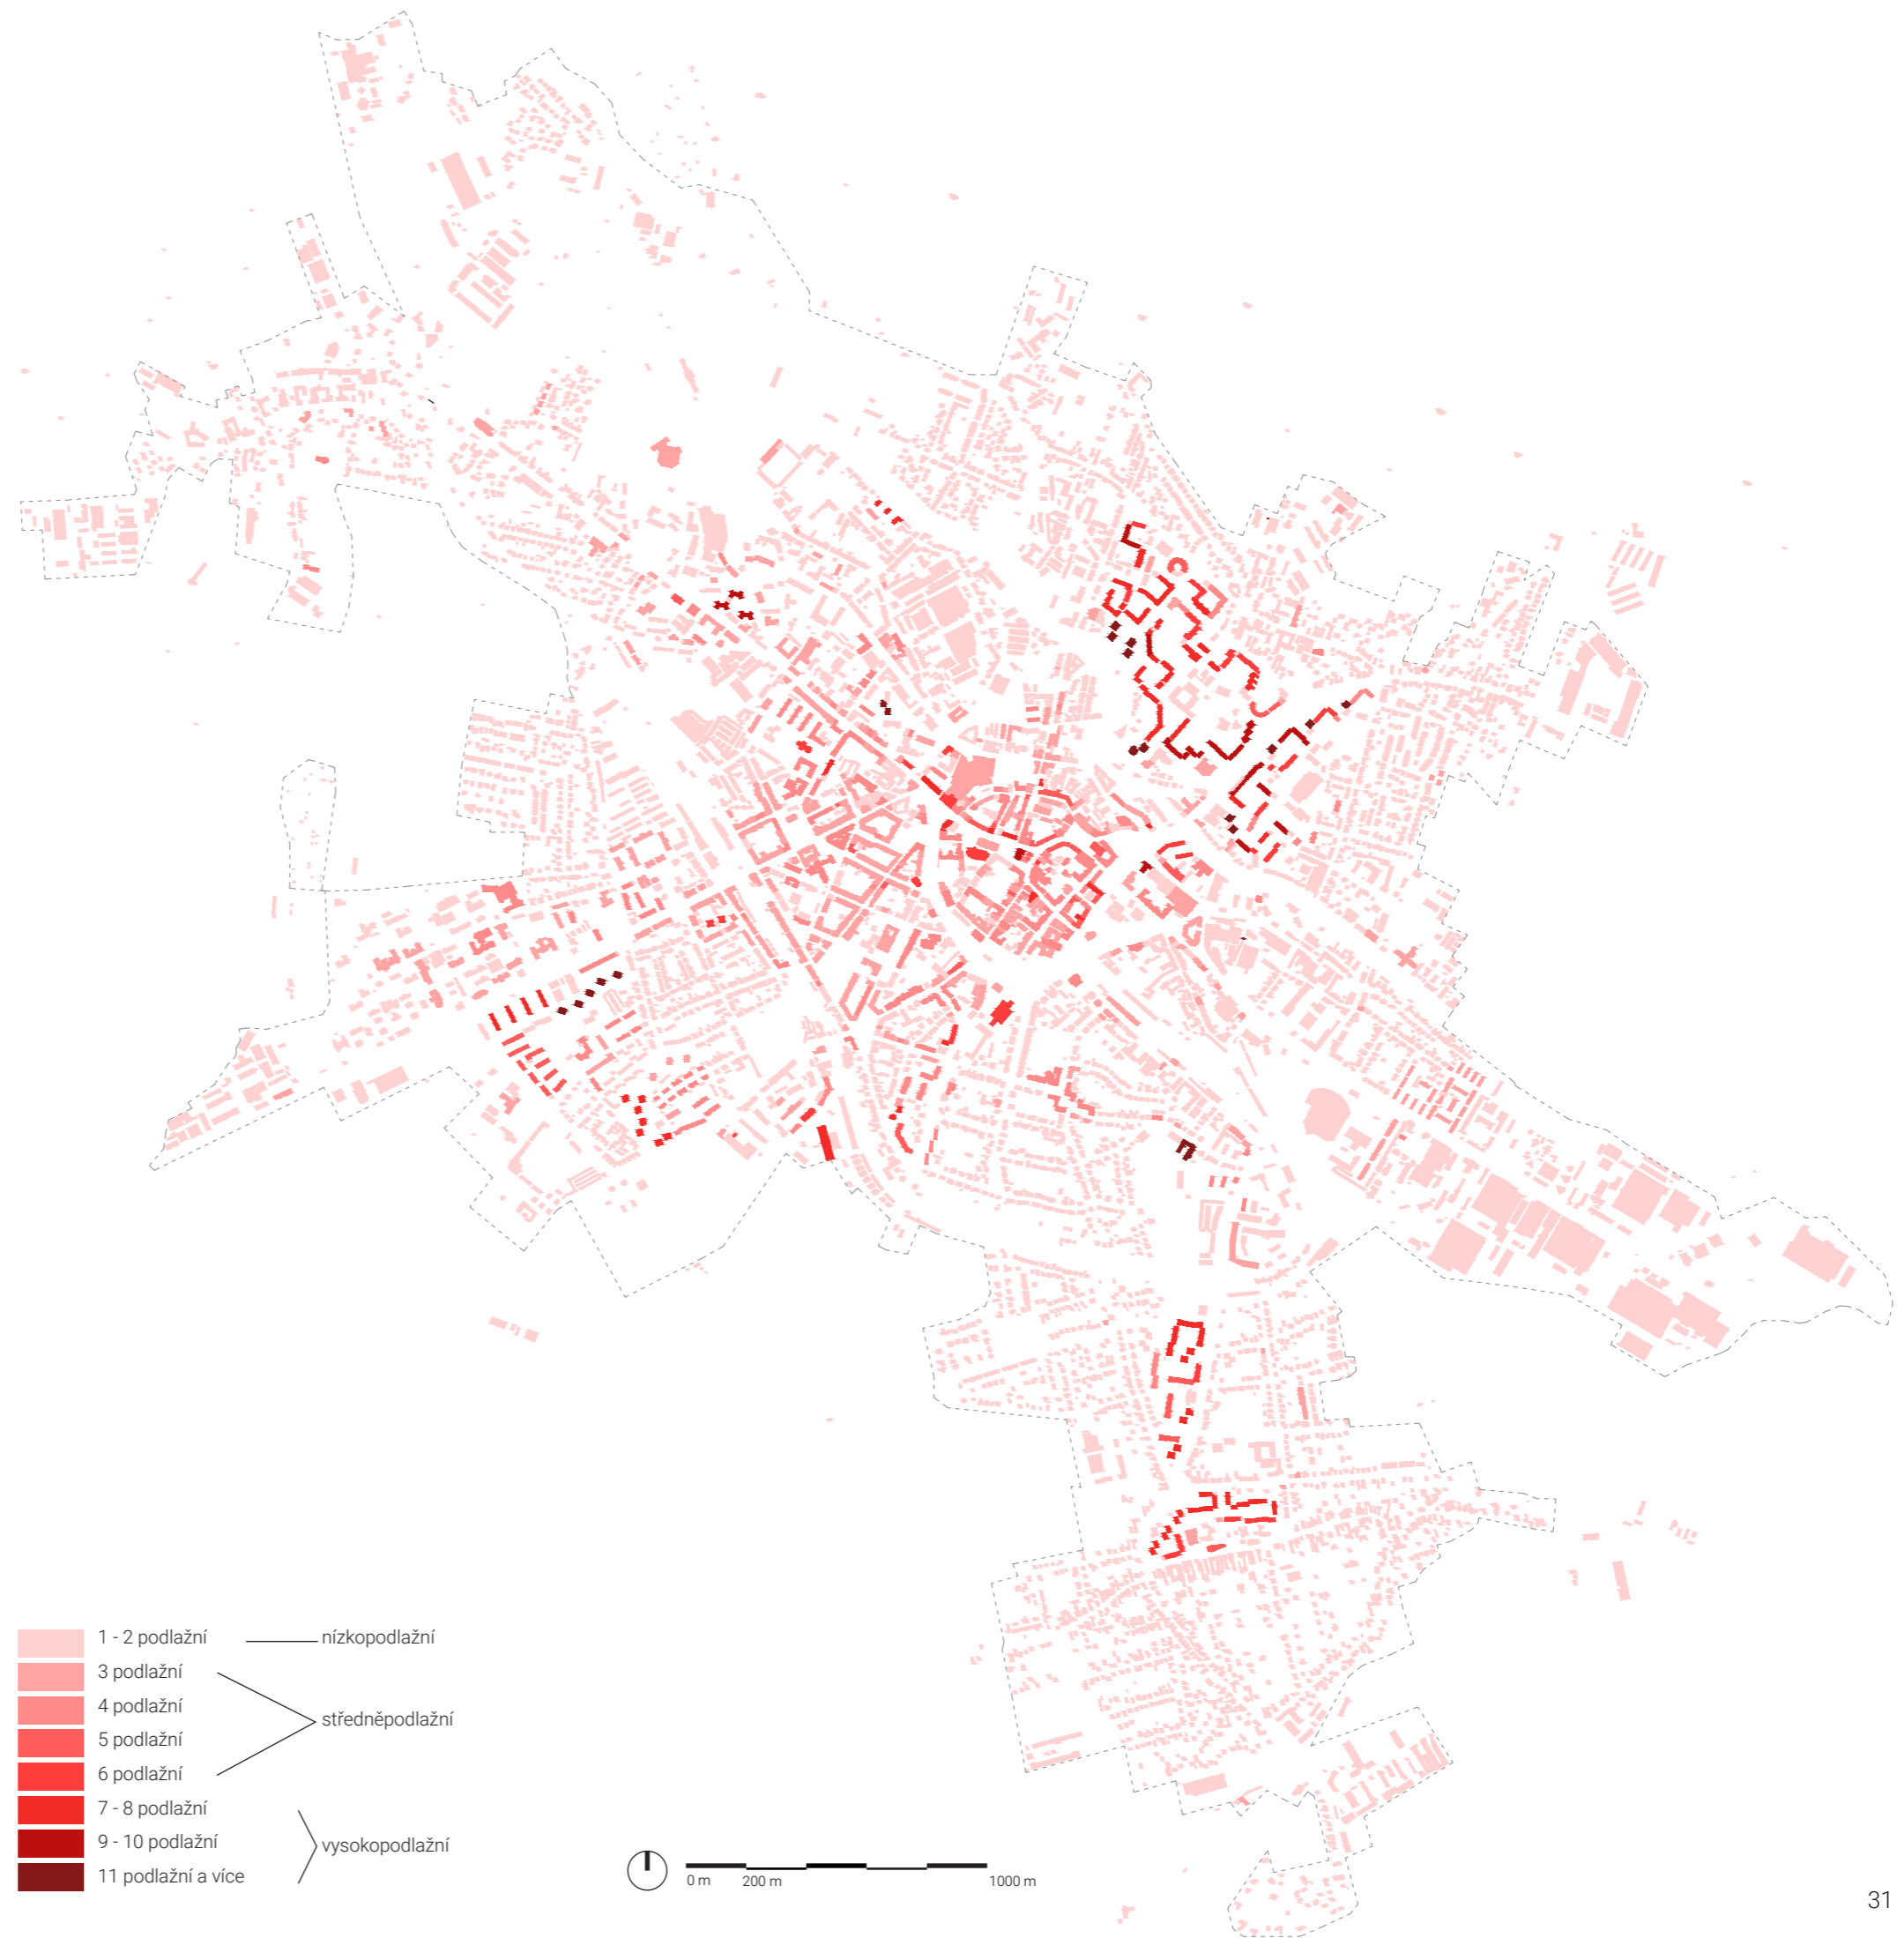 1 - 2 podlažní
nízkopodlažní
3 podlažní
4 podlažní
středněpodlažní
5 podlažní
6 podlažní
7 - 8 podlažní
9 - 10 podlažní
vysokopodlažní
11 podlažní a více
0 m
200 m
1000 m
31